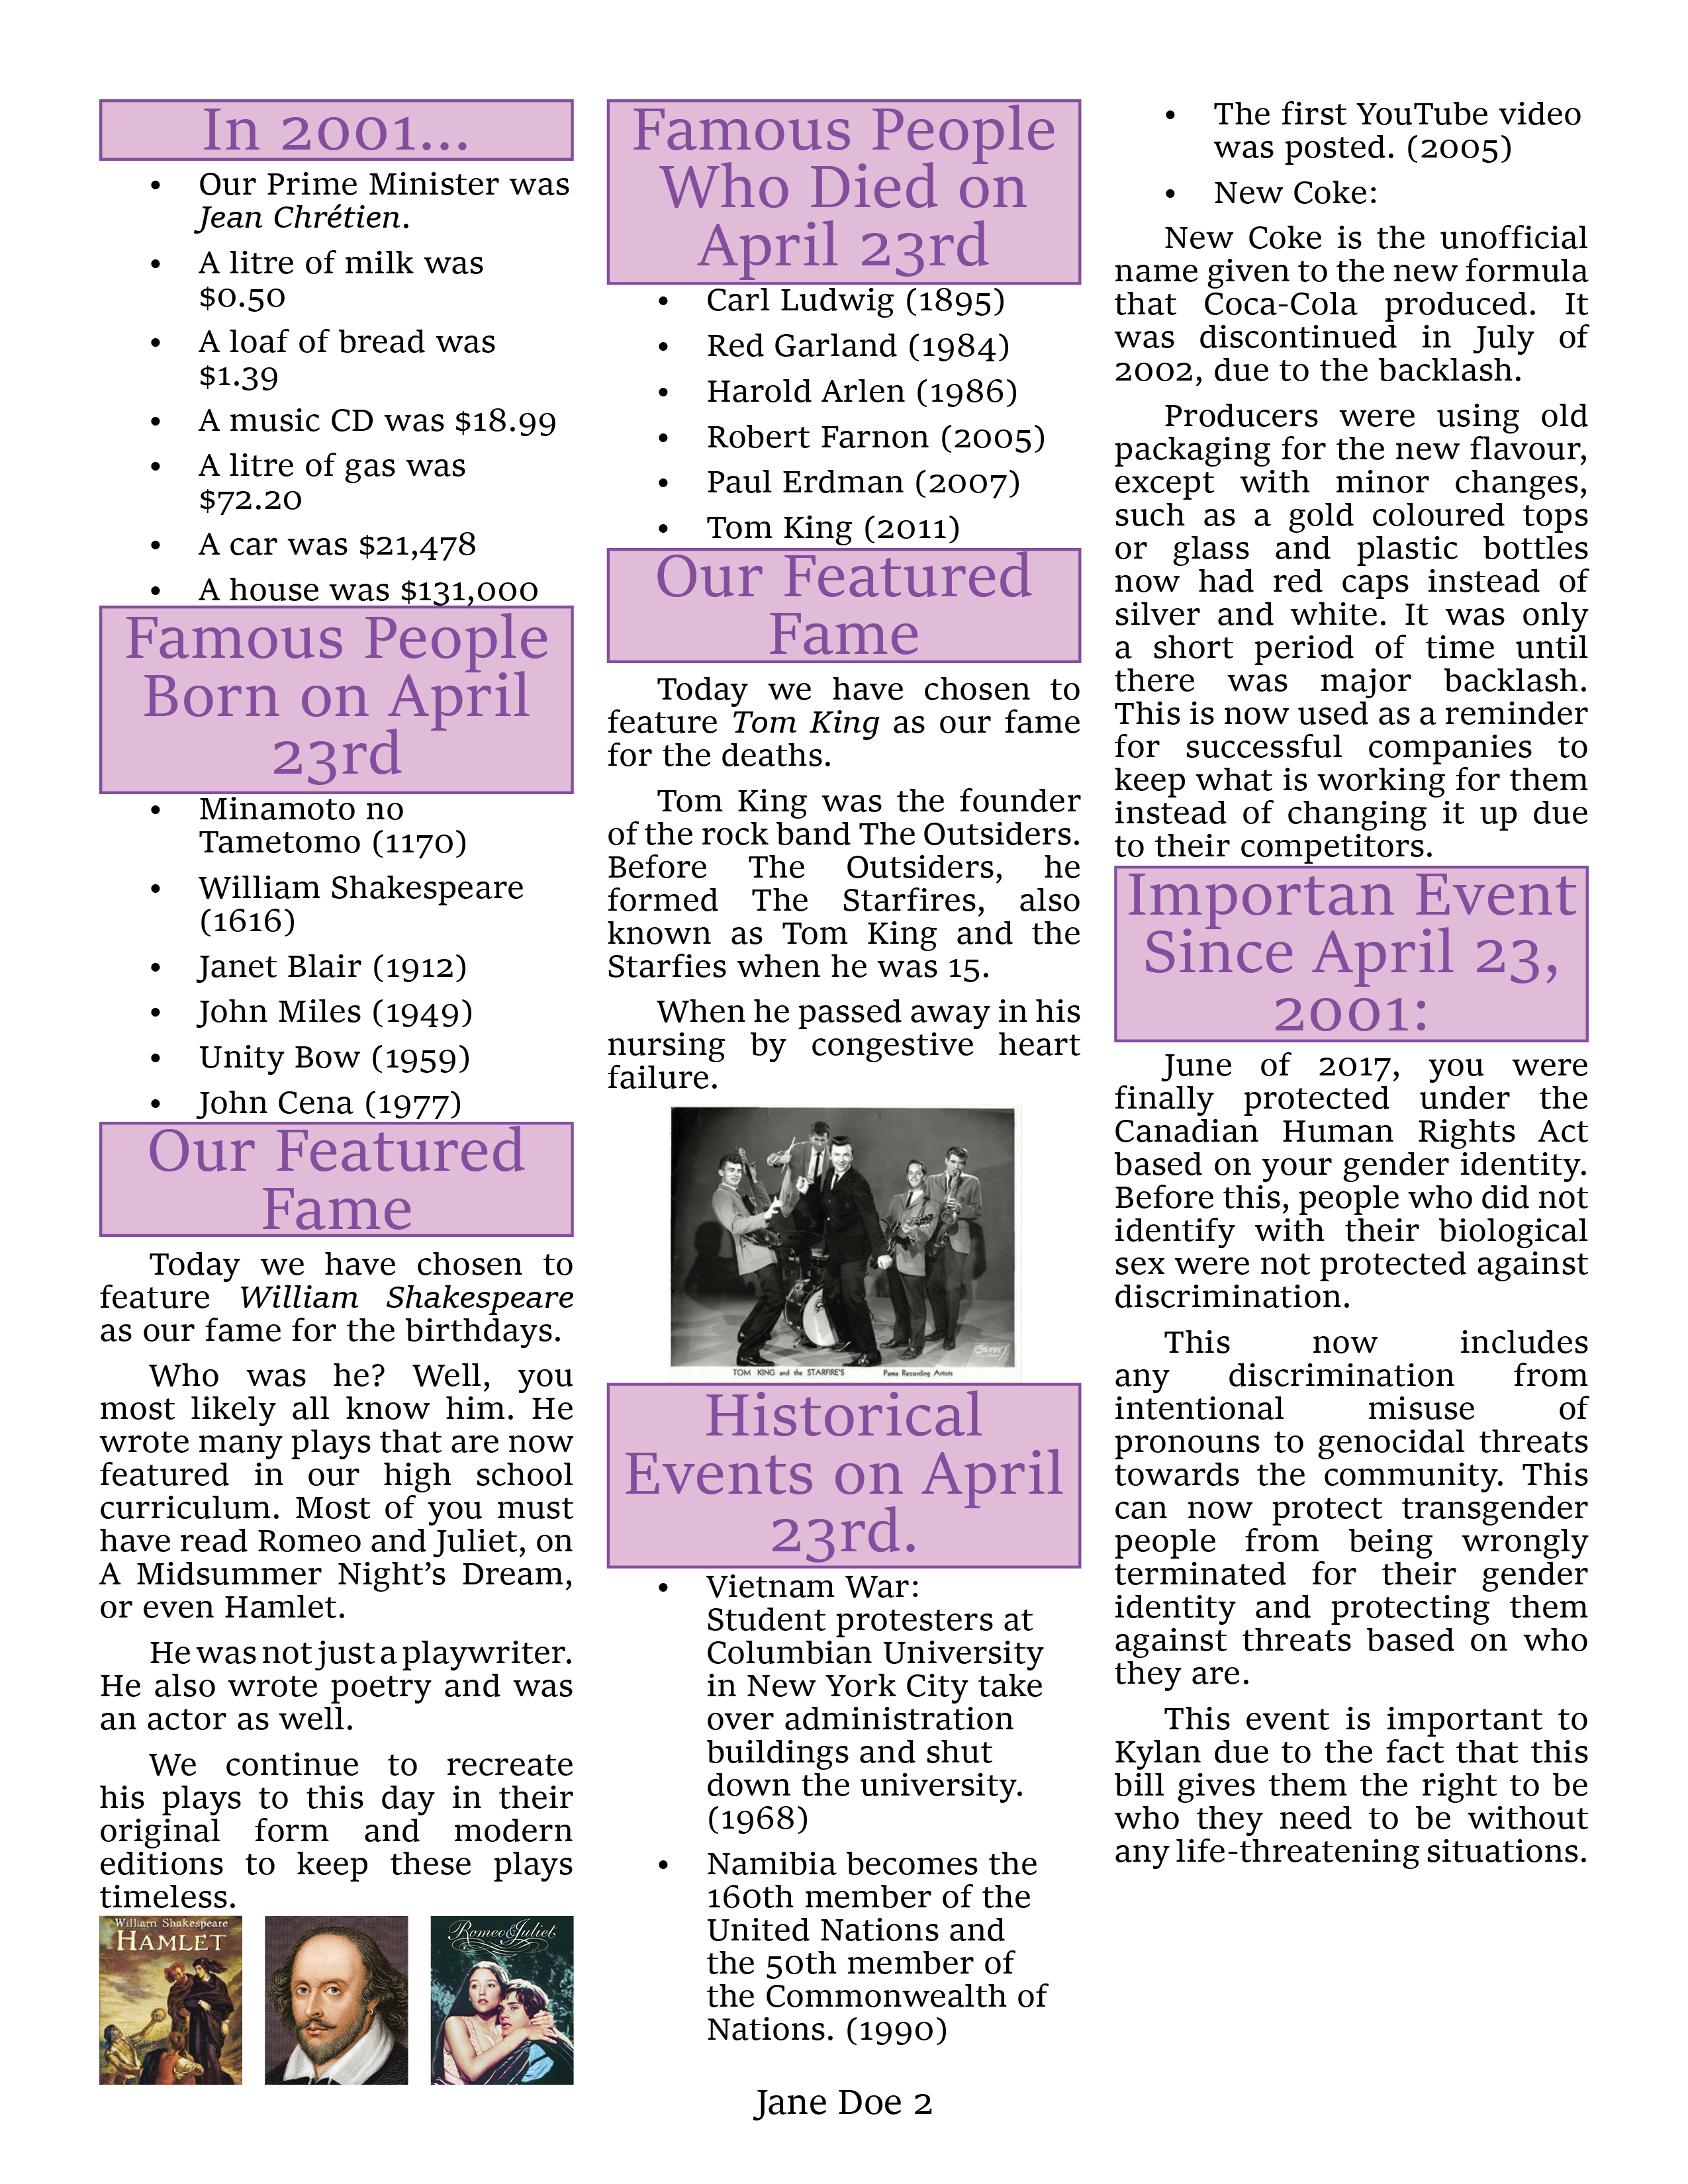 In 2001...
• Our Prime Minister was
Jean Chrétien.
• A litre of milk was
$0.50
• A loaf of bread was
$1.39
• A music CD was $18.99
• A litre of gas was
$72.20
• A car was $21,478
• A house was $131,000
Famous People
Born on April
23rd
• Minamoto no
Tametomo (1170)
• William Shakespeare
(1616)
• Janet Blair (1912)
• John Miles (1949)
• Unity Bow (1959)
• John Cena (1977)
Our Featured
Fame
Today we have chosen to
feature William Shakespeare
as our fame for the birthdays.
Who was he? Well, you
most likely all know him. He
wrote many plays that are now
featured in our high school
curriculum. Most of you must
have read Romeo and Juliet, on
A Midsummer Night’s Dream,
or even Hamlet.
He was not just a playwriter.
He also wrote poetry and was
an actor as well.
We continue to recreate
his plays to this day in their
original form and modern
editions to keep these plays
timeless.
William Shakespeare
HAMLET
Romeo & Juliet
Famous People
Who Died on
April 23rd
• Carl Ludwig (1895)
• Red Garland (1984)
• Harold Arlen (1986)
• Robert Farnon (2005)
• Paul Erdman (2007)
• Tom King (2011)
Our Featured
Fame
Today we have chosen to
feature Tom King as our fame
for the deaths.
Tom King was the founder
of the rock band The Outsiders.
Before The Outsiders, he
formed The Starfires, also
known as Tom King and the
Starfies when he was 15.
When he passed away in his
nursing by congestive heart
failure.
TOM KING and the STARFIRE'S Pama Recording Artists
Historical
Events on April
23rd.
• Vietnam War:
Student protesters at
Columbian University
in New York City take
over administration
buildings and shut
down the university.
(1968)
• Namibia becomes the
160th member of the
United Nations and
the 50th member of
the Commonwealth of
Nations. (1990)
• The first YouTube video
was posted. (2005)
• New Coke:
New Coke is the unofficial
name given to the new formula
that Coca-Cola produced. It
was discontinued in July of
2002, due to the backlash.
Producers were using old
packaging for the new flavour,
except with minor changes,
such as a gold coloured tops
or glass and plastic bottles
now had red caps instead of
silver and white. It was only
a short period of time until
there was major backlash.
This is now used as a reminder
for successful companies to
keep what is working for them
instead of changing it up due
to their competitors.
Importan Event
Since April 23,
2001:
June of 2017, you were
finally protected under the
Canadian Human Rights Act
based on your gender identity.
Before this, people who did not
identify with their biological
sex were not protected against
discrimination.
This now includes
any discrimination from
intentional misuse of
pronouns to genocidal threats
towards the community. This
can now protect transgender
people from being wrongly
terminated for their gender
identity and protecting them
against threats based on who
they are.
This event is important to
Kylan due to the fact that this
bill gives them the right to be
who they need to be without
any life-threatening situations.
Jane Doe 2